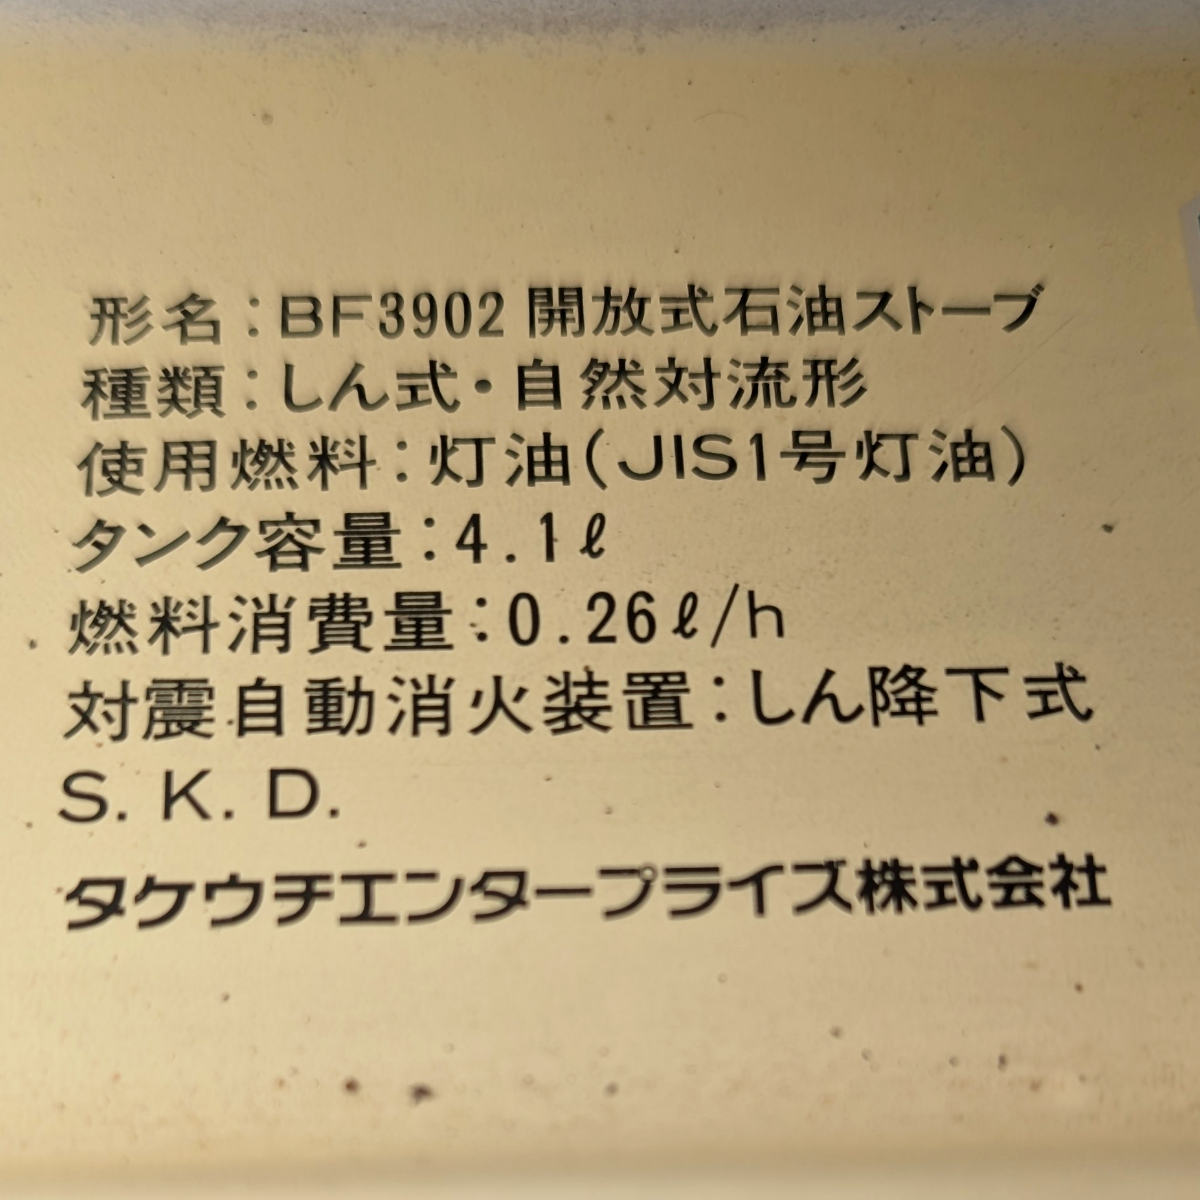 形名：BF3902 開放式石油ストーブ
種類：しん式・自然対流形
使用燃料：灯油(JIS1号灯油)
タンク容量：4.1ℓ
燃料消費量：0.26ℓ/h
対震自動消火装置：しん降下式
S.K.D.
タケウチエンタープライズ株式会社